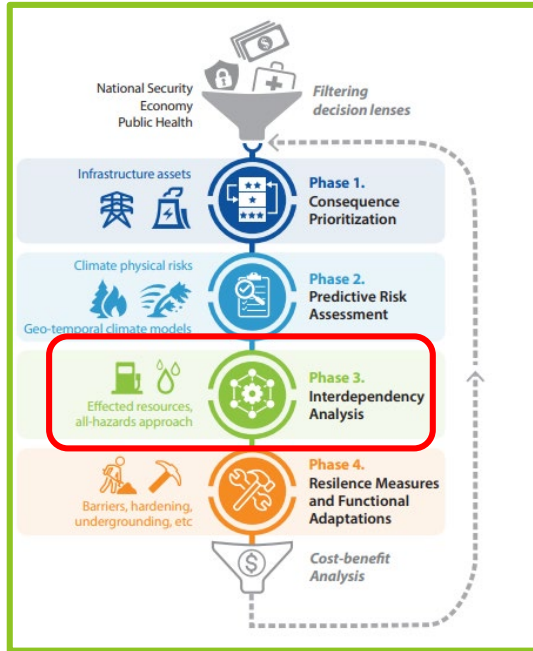 National Security
Economy
Public Health
Filtering
decision lenses
Infrastructure assets
Phase 1.
Consequence
Prioritization
Climate physical risks
Geo-temporal climate models
Phase 2.
Predictive Risk
Assessment
Effected resources,
all-hazards approach
Phase 3.
Interdependency
Analysis
Barriers, hardening,
undergrounding, etc
Phase 4.
Resilence Measures
and Functional
Adaptations
$
Cost-benefit
Analysis